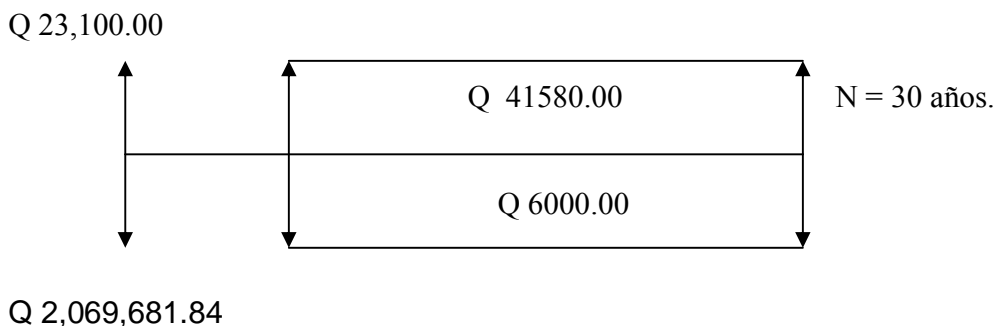 Q 23,100.00
Q 41580.00 N = 30 años.
Q 6000.00
Q 2,069,681.84